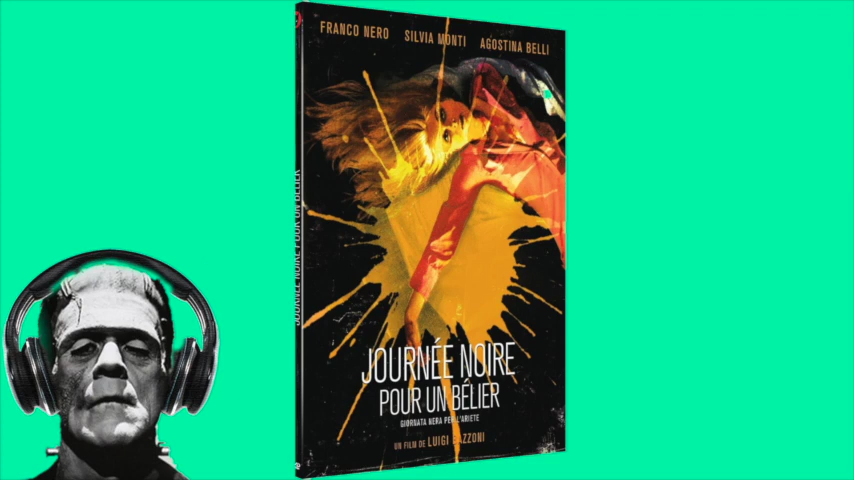 FRANCO NERO SILVIA MONTI AGOSTINA BELLI
JOURNÉE NOIRE
POUR UN BÉLIER
GIORNATA NERA PER L'ARIETE
UN FILM DE LUIGI BAZZONI
JOURNÉE NOIRE POUR UN BÉLIER